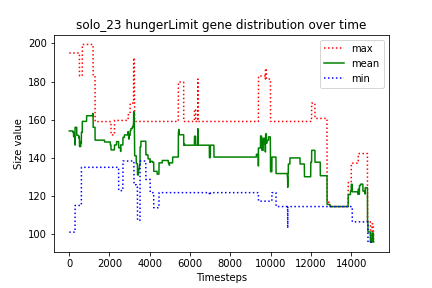 solo_23 hungerLimit gene distribution over time
max
mean
min
Size value
200
180
160
140
120
100
0 2000 4000 6000 8000 10000 12000 14000
Timesteps